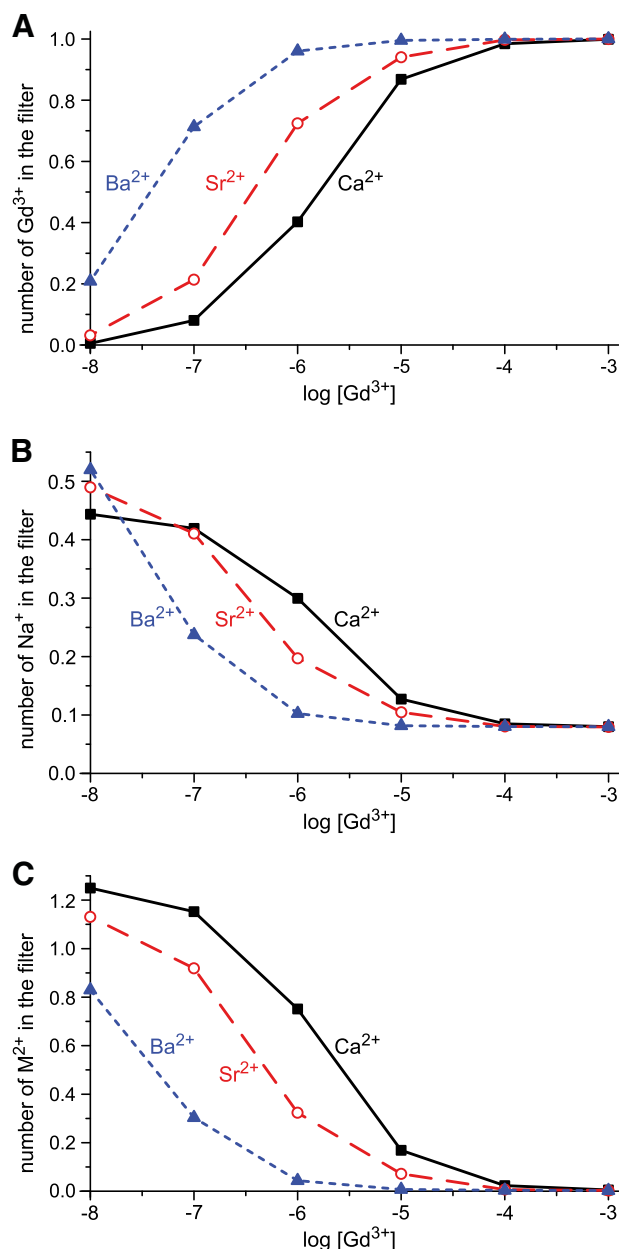 A
number of Gd³⁺ in the filter
1.0
0.8
0.6
0.4
0.2
0.0
Ba²⁺
Sr²⁺
Ca²⁺
-8
-7
-6
-5
-4
-3
log [Gd³⁺]
B
number of Na⁺ in the filter
0.5
0.4
0.3
0.2
0.1
0.0
Ba²⁺
Sr²⁺
Ca²⁺
-8
-7
-6
-5
-4
-3
log [Gd³⁺]
C
number of M²⁺ in the filter
1.2
1.0
0.8
0.6
0.4
0.2
0.0
Ba²⁺
Sr²⁺
Ca²⁺
-8
-7
-6
-5
-4
-3
log [Gd³⁺]